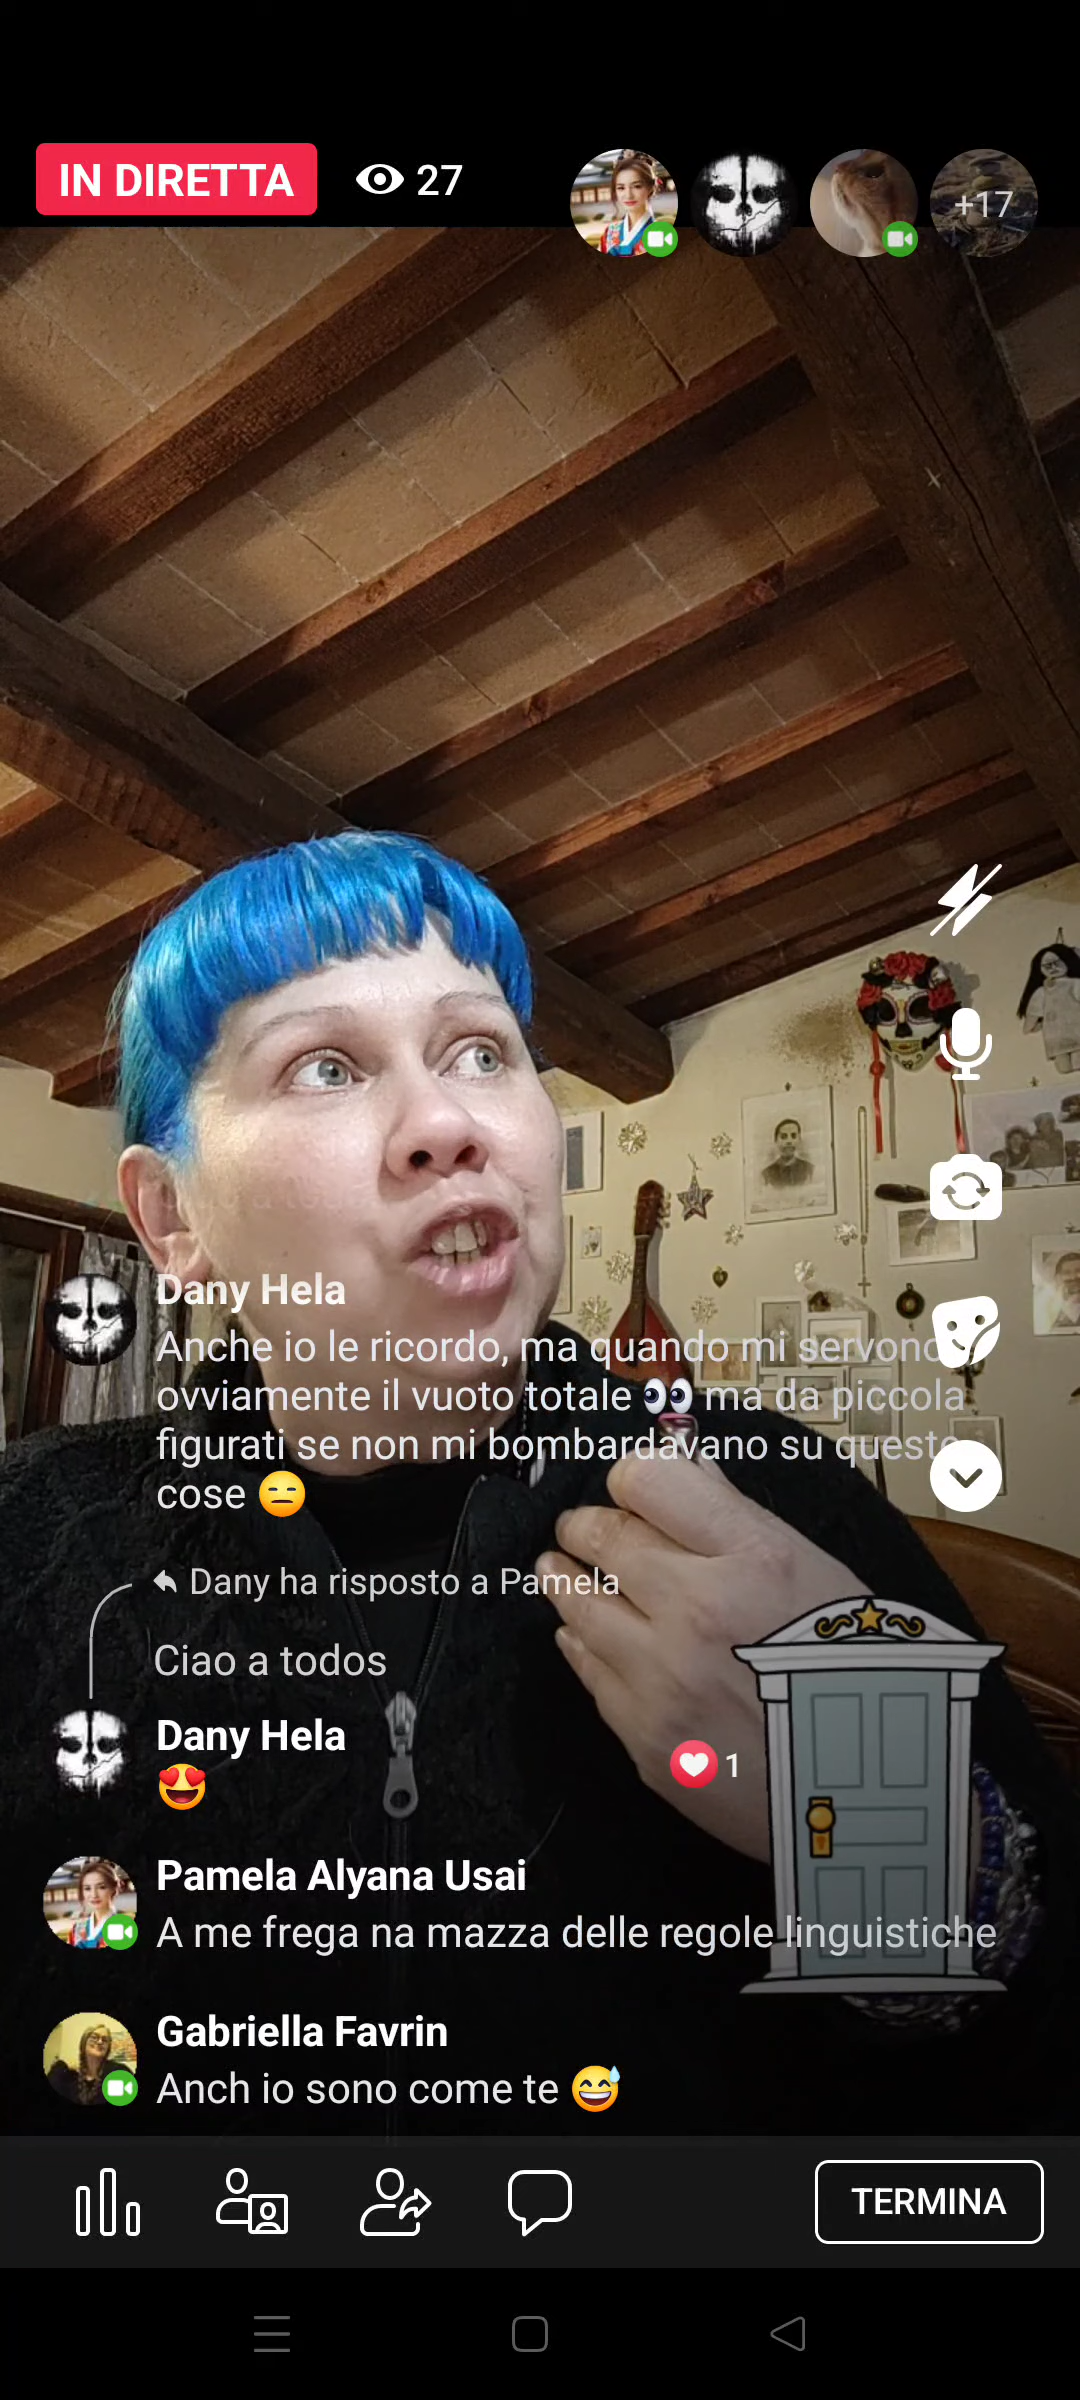 IN DIRETTA
27
+17
Dany Hela
Anche io le ricordo, ma quando mi servono
ovviamente il vuoto totale 👀 ma da piccola
figurati se non mi bombardavano su queste
cose 😑
Dany ha risposto a Pamela
Ciao a todos
Dany Hela
😍
1
Pamela Alyana Usai
A me frega na mazza delle regole linguistiche
Gabriella Favrin
Anch io sono come te 😅
TERMINA